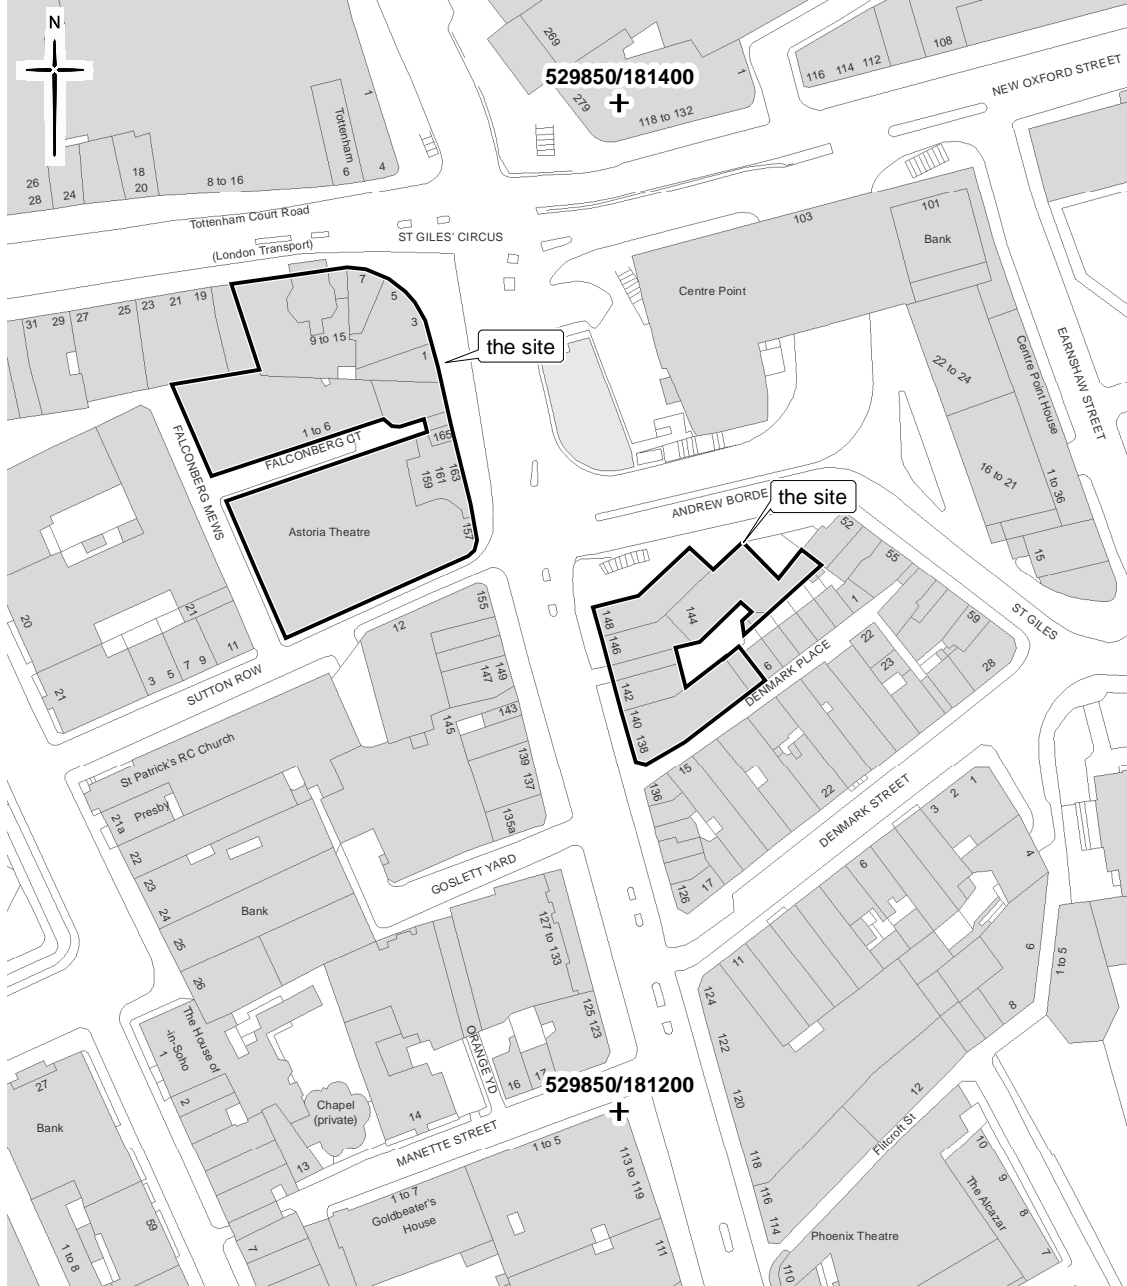 N
269
529850/181400
279
118 to 132
1
116
114
112
108
NEW OXFORD STREET
1
Tottenham
4
6
18
20
8 to 16
26
28
24
Tottenham Court Road
(London Transport)
ST GILES' CIRCUS
103
101
Bank
Centre Point
31
29
27
25
23
21
19
9 to 15
7
5
3
1
the site
22 to 24
Centre Point House
EARNSHAW STREET
1 to 6
FALCONBERG CT
FALCONBERG MEWS
165
163
161
159
157
Astoria Theatre
16 to 21
1 to 36
15
ANDREW BORDE
the site
52
55
59
28
ST GILES
148
146
144
142
140
138
6
1
22
23
DENMARK PLACE
20
21
21
3
5
7
9
11
SUTTON ROW
12
155
149
147
145
143
139
137
135a
St Patrick's RC Church
Presby
21a
22
23
24
25
26
Bank
GOSLETT YARD
136
15
22
126
17
DENMARK STREET
1
2
3
4
6
6
8
1 to 5
11
124
122
120
118
116
114
12
Flitcroft St
127 to 133
125
123
The House of
-in-Soho
1
2
ORANGE YD
16
17
529850/181200
27
Bank
Chapel
(private)
14
13
MANETTE STREET
1 to 5
113 to 119
1 to 7
Goldbeater's
House
59
1 to 8
7
111
10
9
8
7
The Alcazar
Phoenix Theatre
110